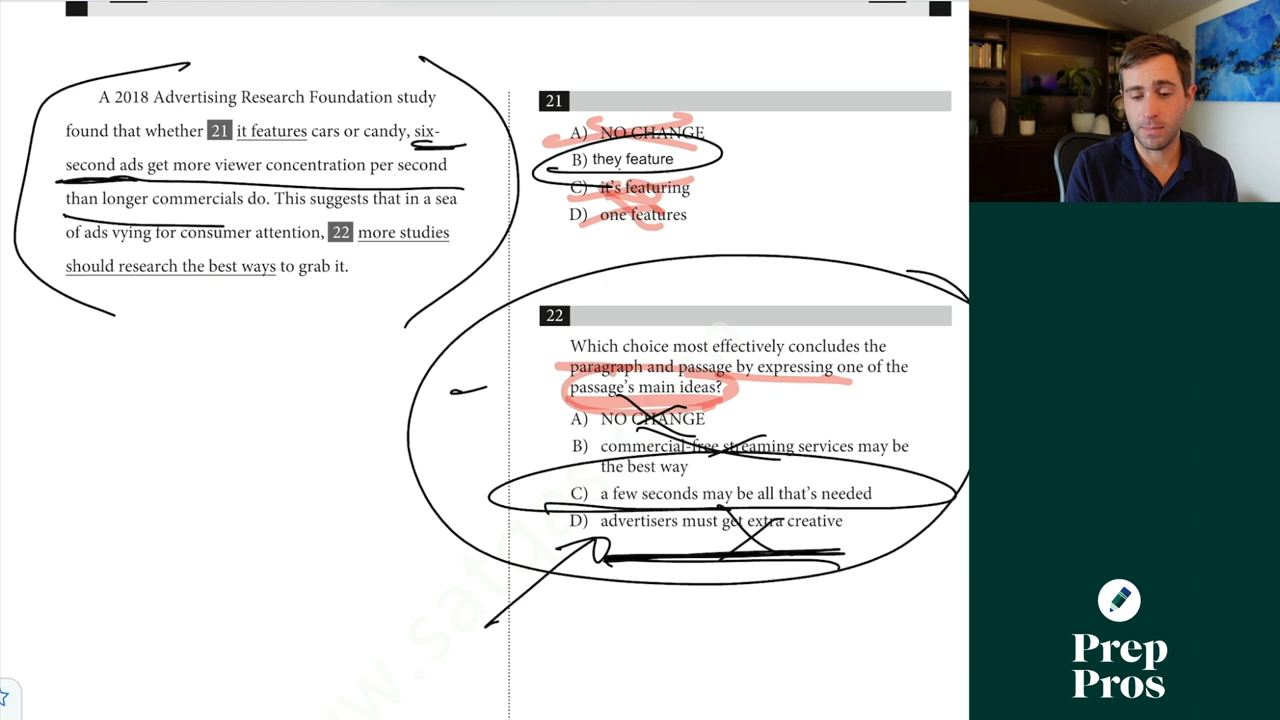 A 2018 Advertising Research Foundation study
found that whether 21 it features cars or candy, six-
second ads get more viewer concentration per second
than longer commercials do. This suggests that in a sea
of ads vying for consumer attention, 22 more studies
should research the best ways to grab it.
21
A) NO CHANGE
B) they feature
C) it's featuring
D) one features
22
Which choice most effectively concludes the
paragraph and passage by expressing one of the
passage's main ideas?
A) NO CHANGE
B) commercial-free streaming services may be
the best way
C) a few seconds may be all that's needed
D) advertisers must get extra creative
Prep
Pros